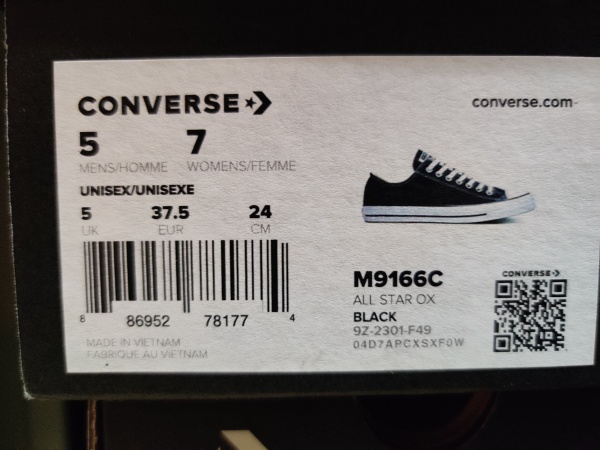 CONVERSE
converse.com
5 7
MENS/HOMME WOMENS/FEMME
UNISEX/UNISEXE
5 37.5 24
UK EUR CM
8 86952 78177 4
MADE IN VIETNAM
FABRIQUE AU VIETNAM
M9166C
ALL STAR OX
BLACK
9Z-2301-F49
04D7APCXSXF0W
CONVERSE